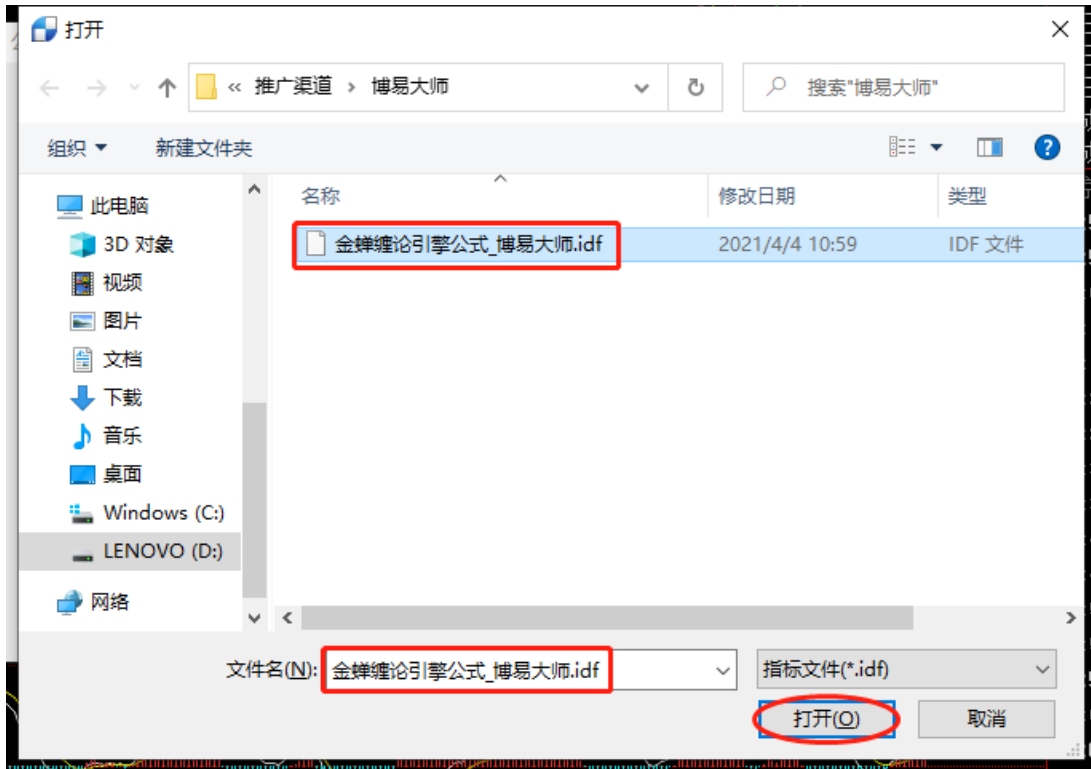 打开
« 推广渠道 › 博易大师
搜索"博易大师"
组织
新建文件夹
名称
修改日期
类型
金蝉缠论引擎公式_博易大师.idf
2021/4/4 10:59
IDF 文件
此电脑
3D 对象
视频
图片
文档
下载
音乐
桌面
Windows (C:)
LENOVO (D:)
网络
文件名(N):
金蝉缠论引擎公式_博易大师.idf
指标文件(*.idf)
打开(O)
取消